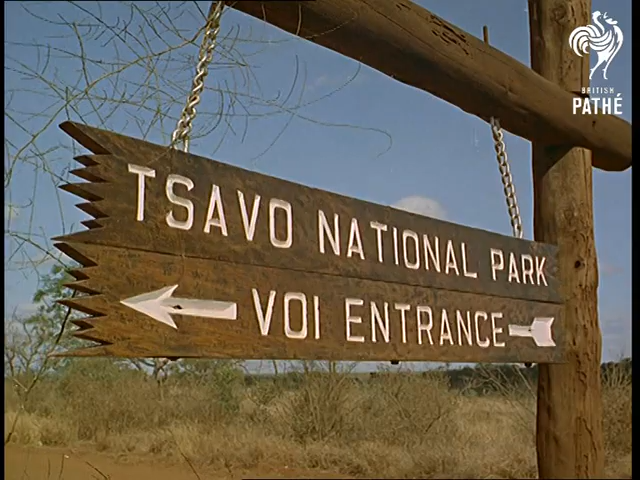 BRITISH
PATHÉ
TSAVO NATIONAL PARK
VOI ENTRANCE